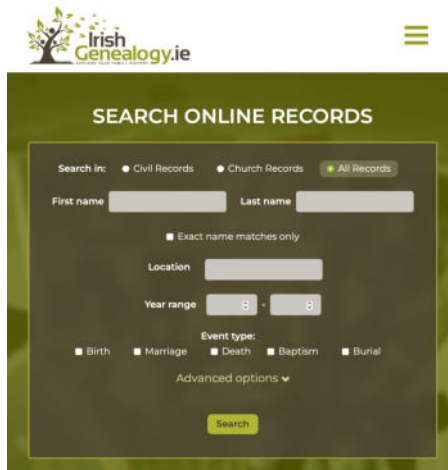 Irish
Genealogy.ie
SEARCH ONLINE RECORDS
Search in: Civil Records Church Records All Records
First name Last name
Exact name matches only
Location
Year range -
Event type:
Birth Marriage Death Baptism Burial
Advanced options
Search